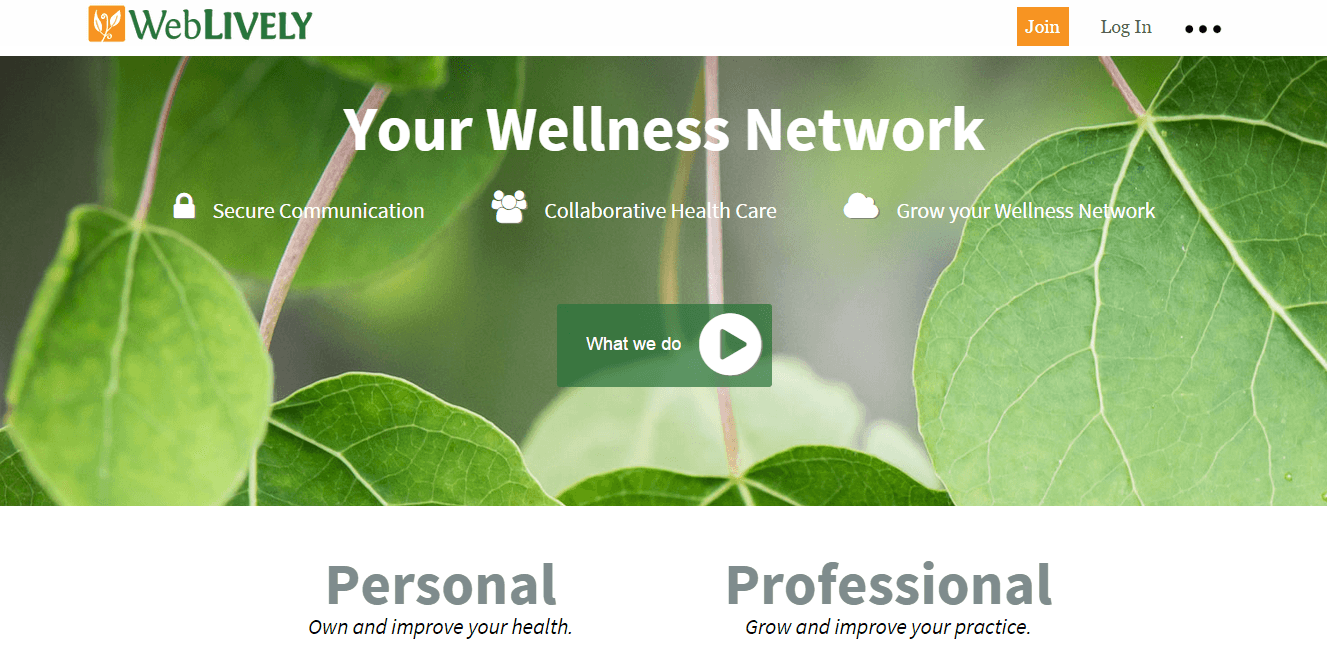 WebLIVELY
Join
Log In
Your Wellness Network
Secure Communication
Collaborative Health Care
Grow your Wellness Network
What we do
Personal
Professional
Own and improve your health.
Grow and improve your practice.